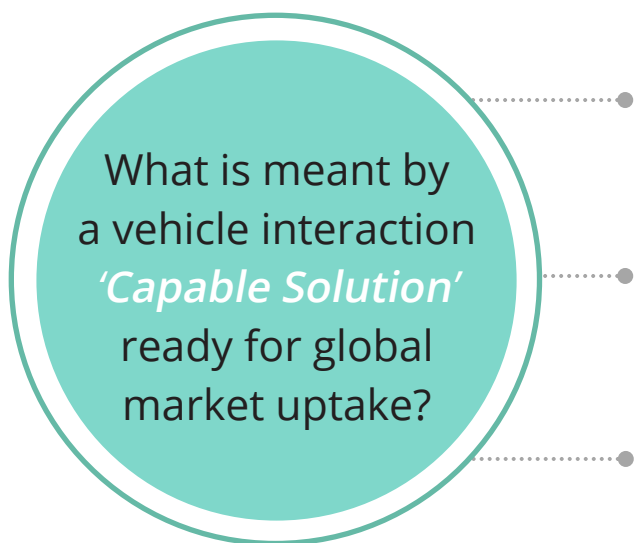 What is meant by
a vehicle interaction
‘Capable Solution’
ready for global
market uptake?